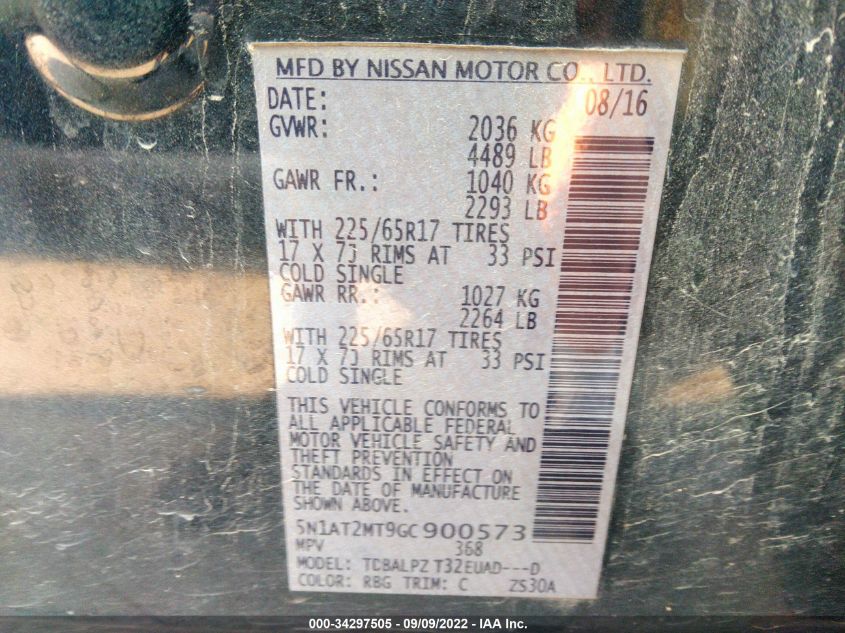 MFD BY NISSAN MOTOR CO., LTD.
DATE: 08/16
GVWR: 2036 KG
4489 LB
GAWR FR.: 1040 KG
2293 LB
WITH 225/65R17 TIRES
17 X 7J RIMS AT 33 PSI
COLD SINGLE
GAWR RR.: 1027 KG
2264 LB
WITH 225/65R17 TIRES
17 X 7J RIMS AT 33 PSI
COLD SINGLE
THIS VEHICLE CONFORMS TO
ALL APPLICABLE FEDERAL
MOTOR VEHICLE SAFETY AND
THEFT PREVENTION
STANDARDS IN EFFECT ON
THE DATE OF MANUFACTURE
SHOWN ABOVE.
5N1AT2MT9GC900573
MPV 368
MODEL: TDBALPZ T32EUAD---D
COLOR: RBG TRIM: C ZS30A
000-34297505 - 09/09/2022 - IAA Inc.